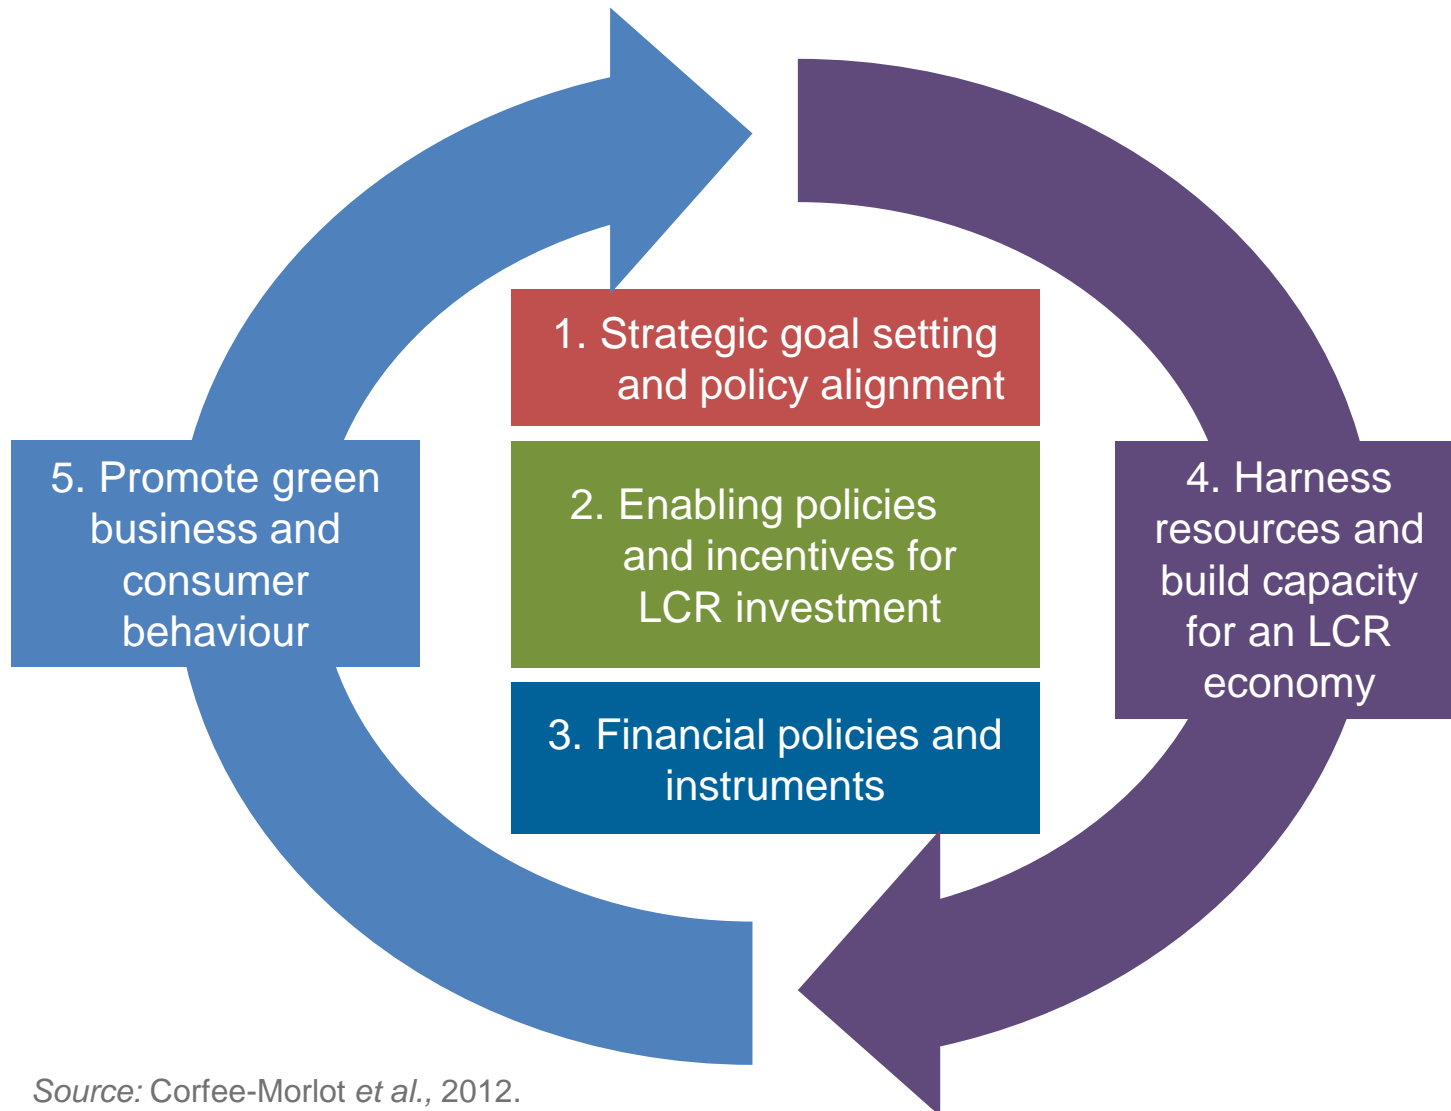 1. Strategic goal setting
and policy alignment
5. Promote green
business and
consumer
behaviour
2. Enabling policies
and incentives for
LCR investment
4. Harness
resources and
build capacity
for an LCR
economy
3. Financial policies and
instruments
Source: Corfee-Morlot et al., 2012.